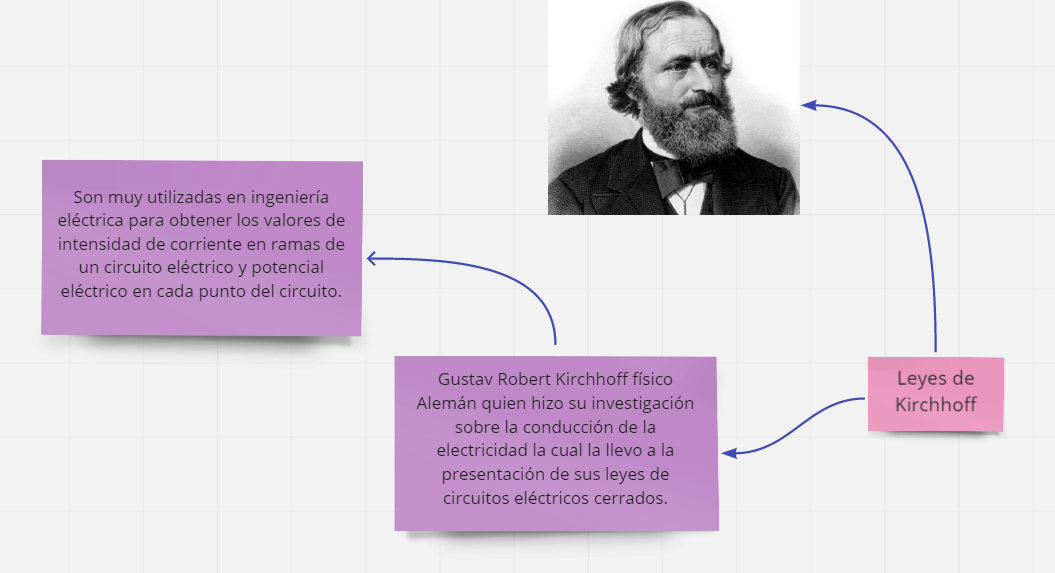 Son muy utilizadas en ingeniería
eléctrica para obtener los valores de
intensidad de corriente en ramas de
un circuito eléctrico y potencial
eléctrico en cada punto del circuito.
Gustav Robert Kirchhoff físico
Alemán quien hizo su investigación
sobre la conducción de la
electricidad la cual la llevo a la
presentación de sus leyes de
circuitos eléctricos cerrados.
Leyes de
Kirchhoff